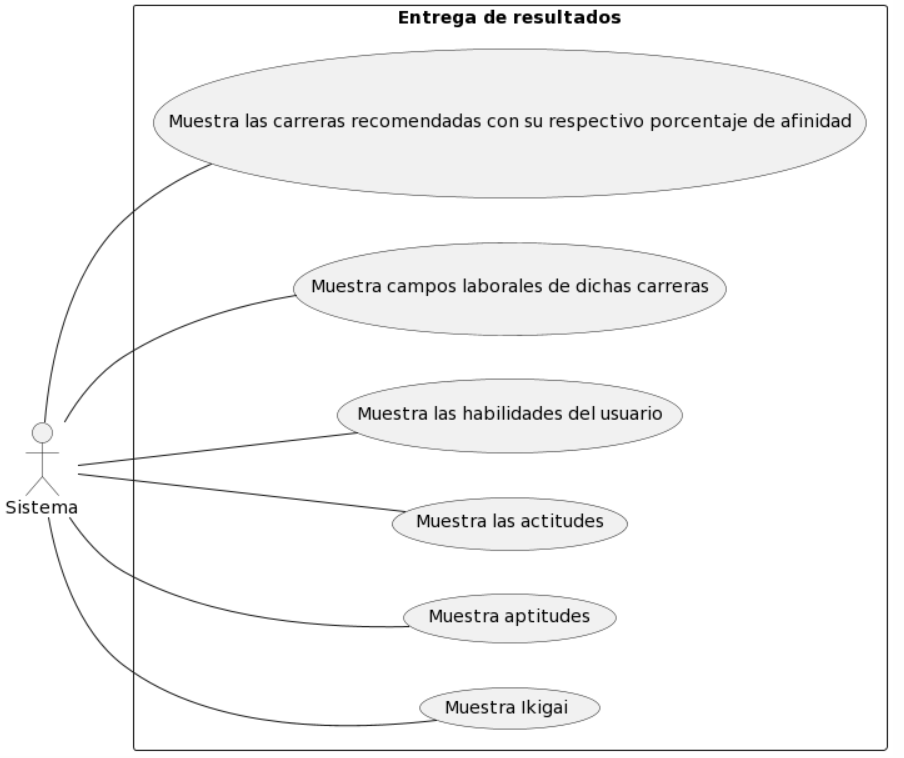 Entrega de resultados
Muestra las carreras recomendadas con su respectivo porcentaje de afinidad
Muestra campos laborales de dichas carreras
Muestra las habilidades del usuario
Sistema
Muestra las actitudes
Muestra aptitudes
Muestra Ikigai